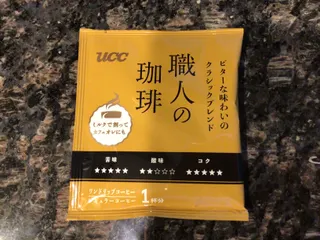 ucc
職人の
珈琲
ビターな味わいの
クラシックブレンド
ミルクで割って
カフェオレにも
苦味
酸味
コク
★★★★★
★★☆☆☆
★★★★★
ワンドリップコーヒー
レギュラーコーヒー
1杯分